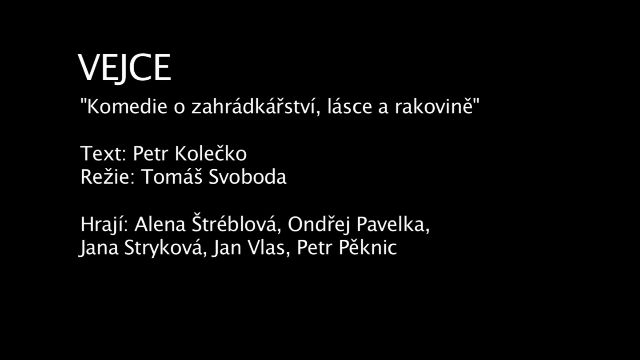 VEJCE
"Komedie o zahrádkářství, lásce a rakovině"
Text: Petr Kolečko
Režie: Tomáš Svoboda
Hrají: Alena Štréblová, Ondřej Pavelka,
Jana Stryková, Jan Vlas, Petr Pěknic